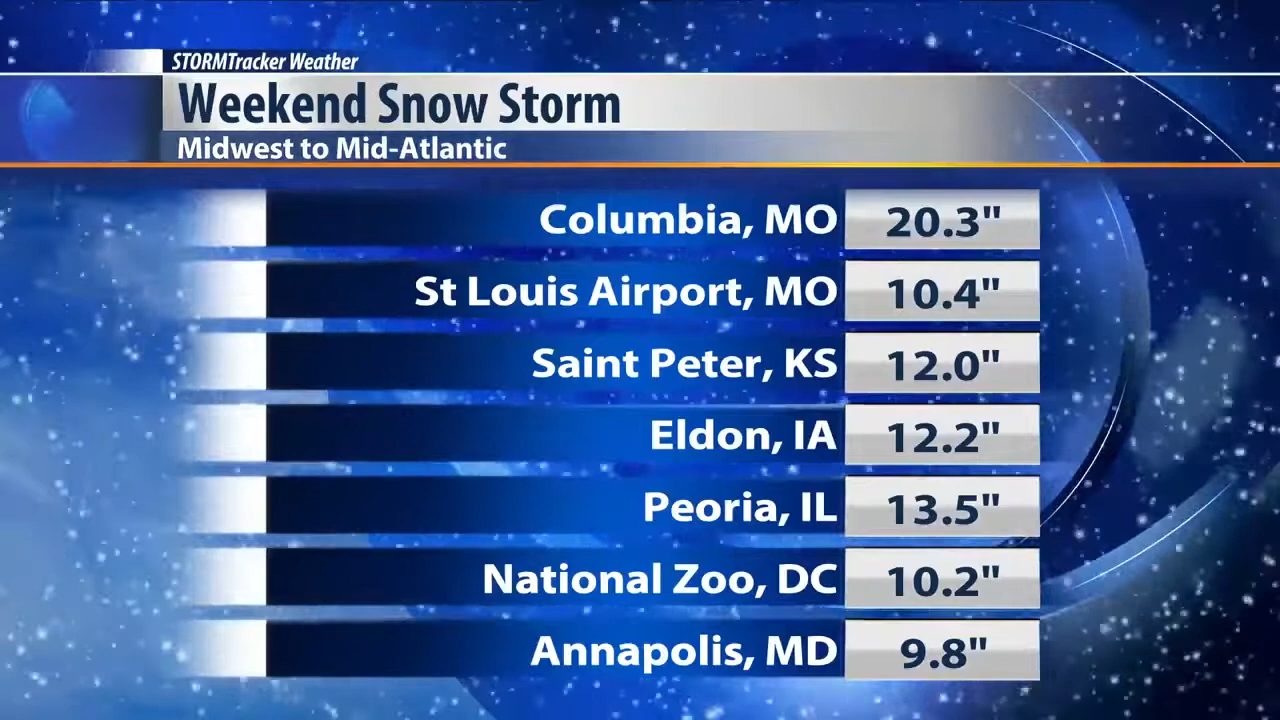 STORMTracker Weather
Weekend Snow Storm
Midwest to Mid-Atlantic
Columbia, MO 20.3"
St Louis Airport, MO 10.4"
Saint Peter, KS 12.0"
Eldon, IA 12.2"
Peoria, IL 13.5"
National Zoo, DC 10.2"
Annapolis, MD 9.8"